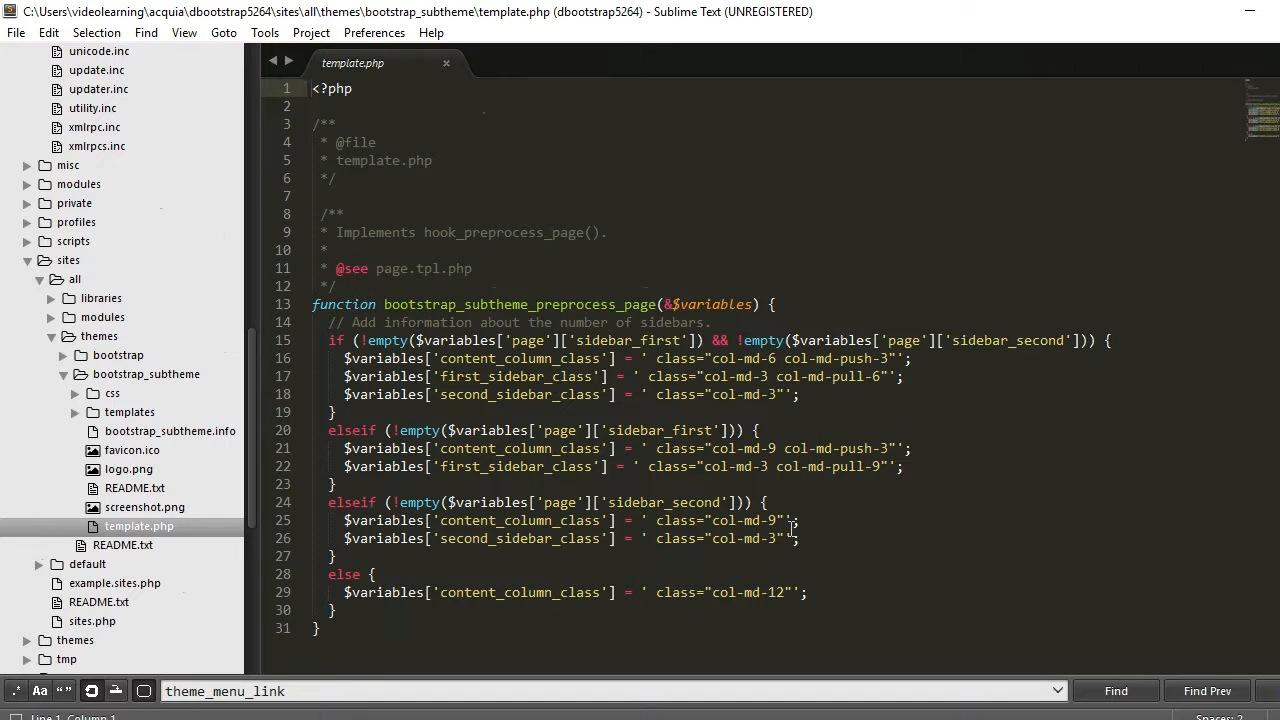 C:\Users\videolearning\acquia\dbootstrap5264\sites\all\themes\bootstrap_subtheme\template.php (dbootstrap5264) - Sublime Text (UNREGISTERED)
File Edit Selection Find View Goto Tools Project Preferences Help
unicode.inc
update.inc
updater.inc
utility.inc
xmlrpc.inc
xmlrpcs.inc
misc
modules
private
profiles
scripts
sites
all
libraries
modules
themes
bootstrap
bootstrap_subtheme
css
templates
bootstrap_subtheme.info
favicon.ico
logo.png
README.txt
screenshot.png
template.php
README.txt
default
example.sites.php
README.txt
sites.php
themes
tmp
template.php
1 <?php
2
3 /**
4 * @file
5 * template.php
6 */
7
8 /**
9 * Implements hook_preprocess_page().
10 *
11 * @see page.tpl.php
12 */
13 function bootstrap_subtheme_preprocess_page(&$variables) {
14 // Add information about the number of sidebars.
15 if (!empty($variables['page']['sidebar_first']) && !empty($variables['page']['sidebar_second'])) {
16 $variables['content_column_class'] = ' class="col-md-6 col-md-push-3"';
17 $variables['first_sidebar_class'] = ' class="col-md-3 col-md-pull-6"';
18 $variables['second_sidebar_class'] = ' class="col-md-3"';
19 }
20 elseif (!empty($variables['page']['sidebar_first'])) {
21 $variables['content_column_class'] = ' class="col-md-9 col-md-push-3"';
22 $variables['first_sidebar_class'] = ' class="col-md-3 col-md-pull-9"';
23 }
24 elseif (!empty($variables['page']['sidebar_second'])) {
25 $variables['content_column_class'] = ' class="col-md-9"';
26 $variables['second_sidebar_class'] = ' class="col-md-3"';
27 }
28 else {
29 $variables['content_column_class'] = ' class="col-md-12"';
30 }
31 }
.* Aa “” theme_menu_link Find Find Prev
Line 1, Column 1 Spaces: 2